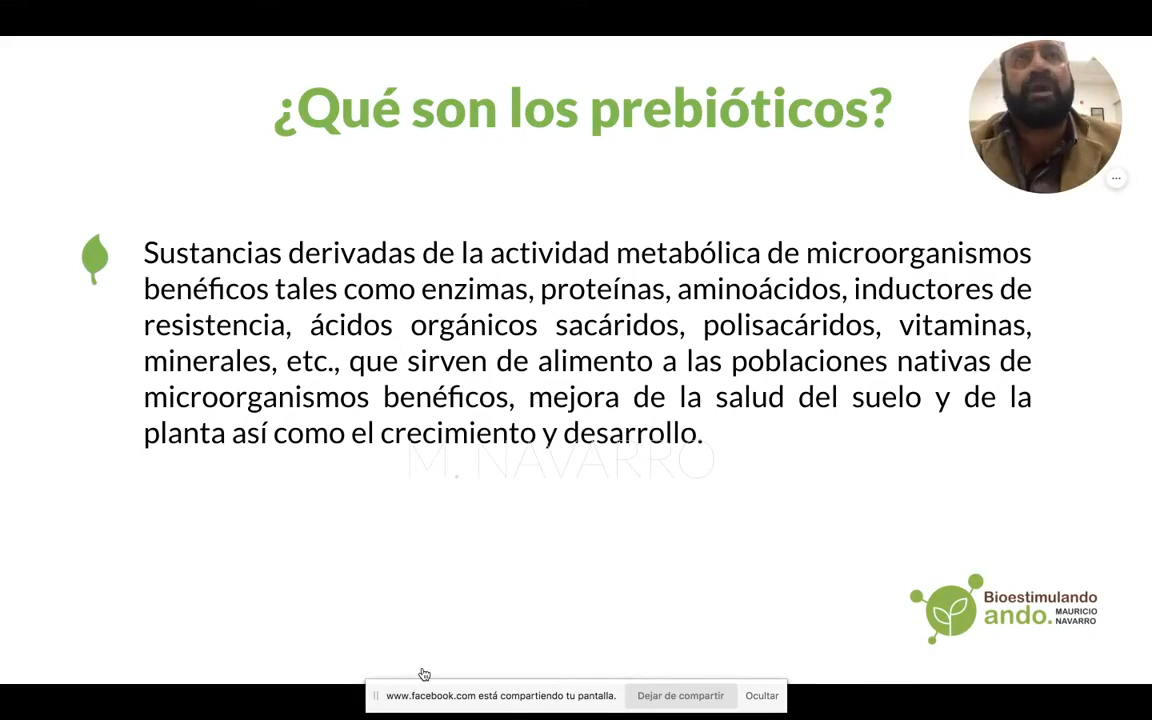 ¿Qué son los prebióticos?
Sustancias derivadas de la actividad metabólica de microorganismos
benéficos tales como enzimas, proteínas, aminoácidos, inductores de
resistencia, ácidos orgánicos sacáridos, polisacáridos, vitaminas,
minerales, etc., que sirven de alimento a las poblaciones nativas de
microorganismos benéficos, mejora de la salud del suelo y de la
planta así como el crecimiento y desarrollo.
M. NAVARRO
Bioestimulando
ando. MAURICIO
NAVARRO
www.facebook.com está compartiendo tu pantalla. Dejar de compartir Ocultar